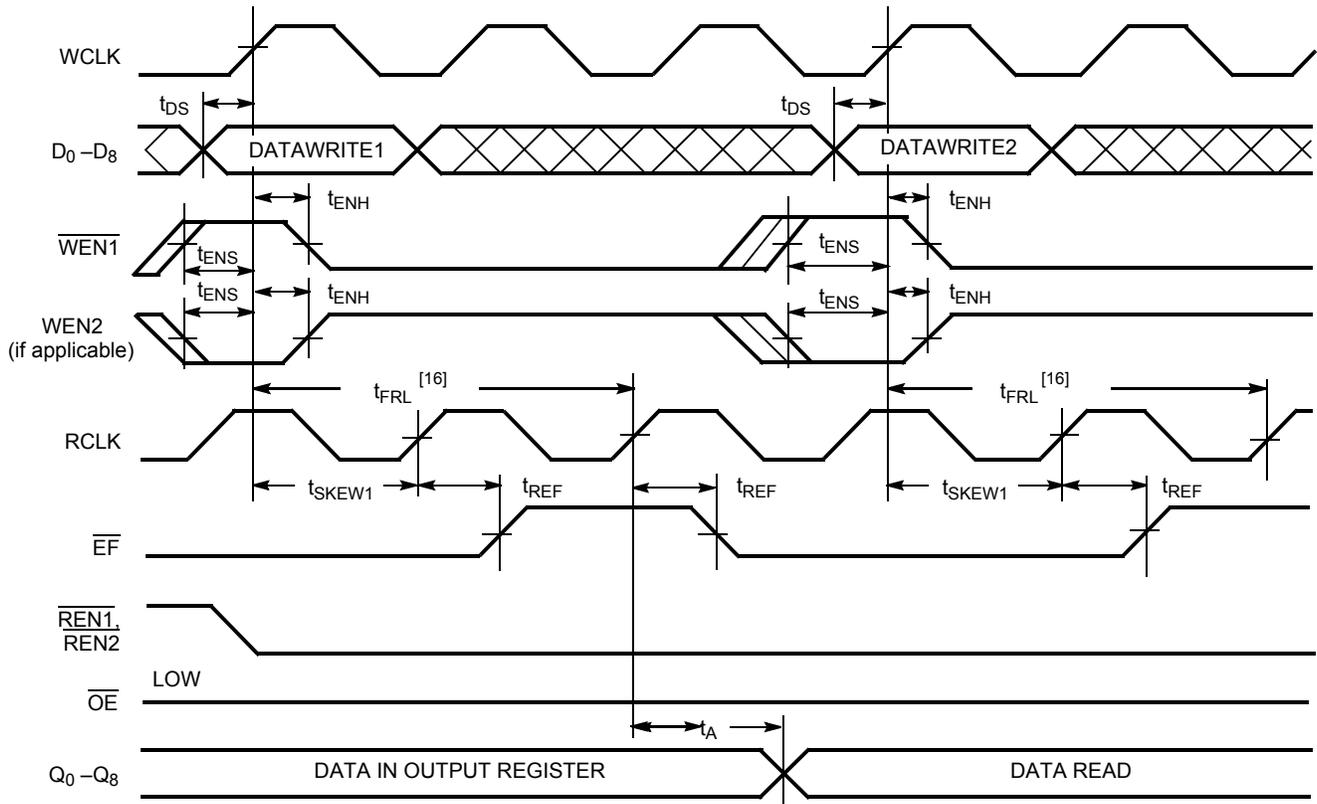 WCLK
tDS tDS
D0 –D8 DATAWRITE1 DATAWRITE2
tENH tENH
WEN1
tENS tENS
tENS tENH tENS tENH
WEN2
(if applicable)
tFRL [16] tFRL [16]
RCLK
tSKEW1 tREF tREF tSKEW1 tREF
EF
REN1,
REN2
LOW
OE
tA
Q0 –Q8 DATA IN OUTPUT REGISTER DATA READ